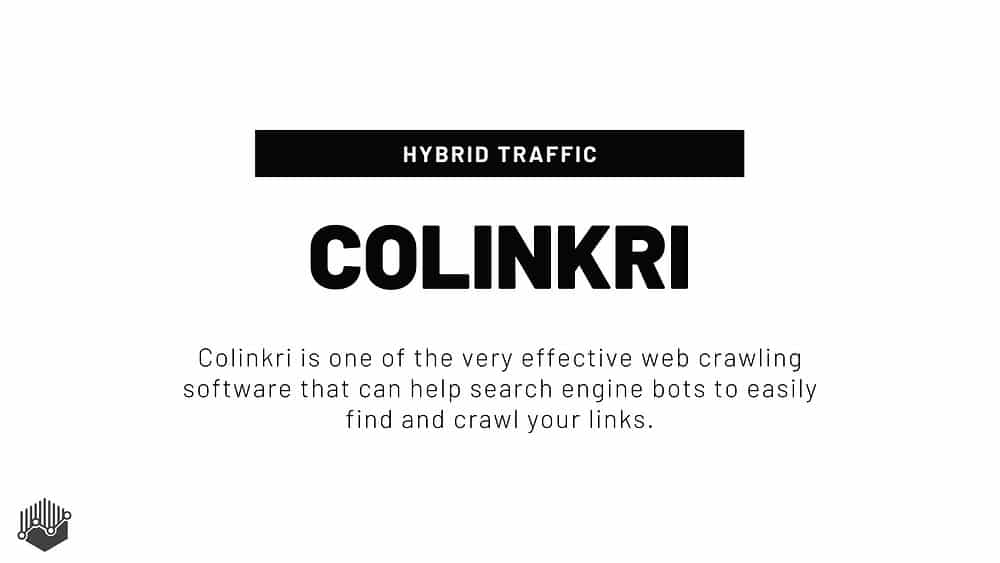 HYBRID TRAFFIC
COLINKRI
Colinkri is one of the very effective web crawling
software that can help search engine bots to easily
find and crawl your links.